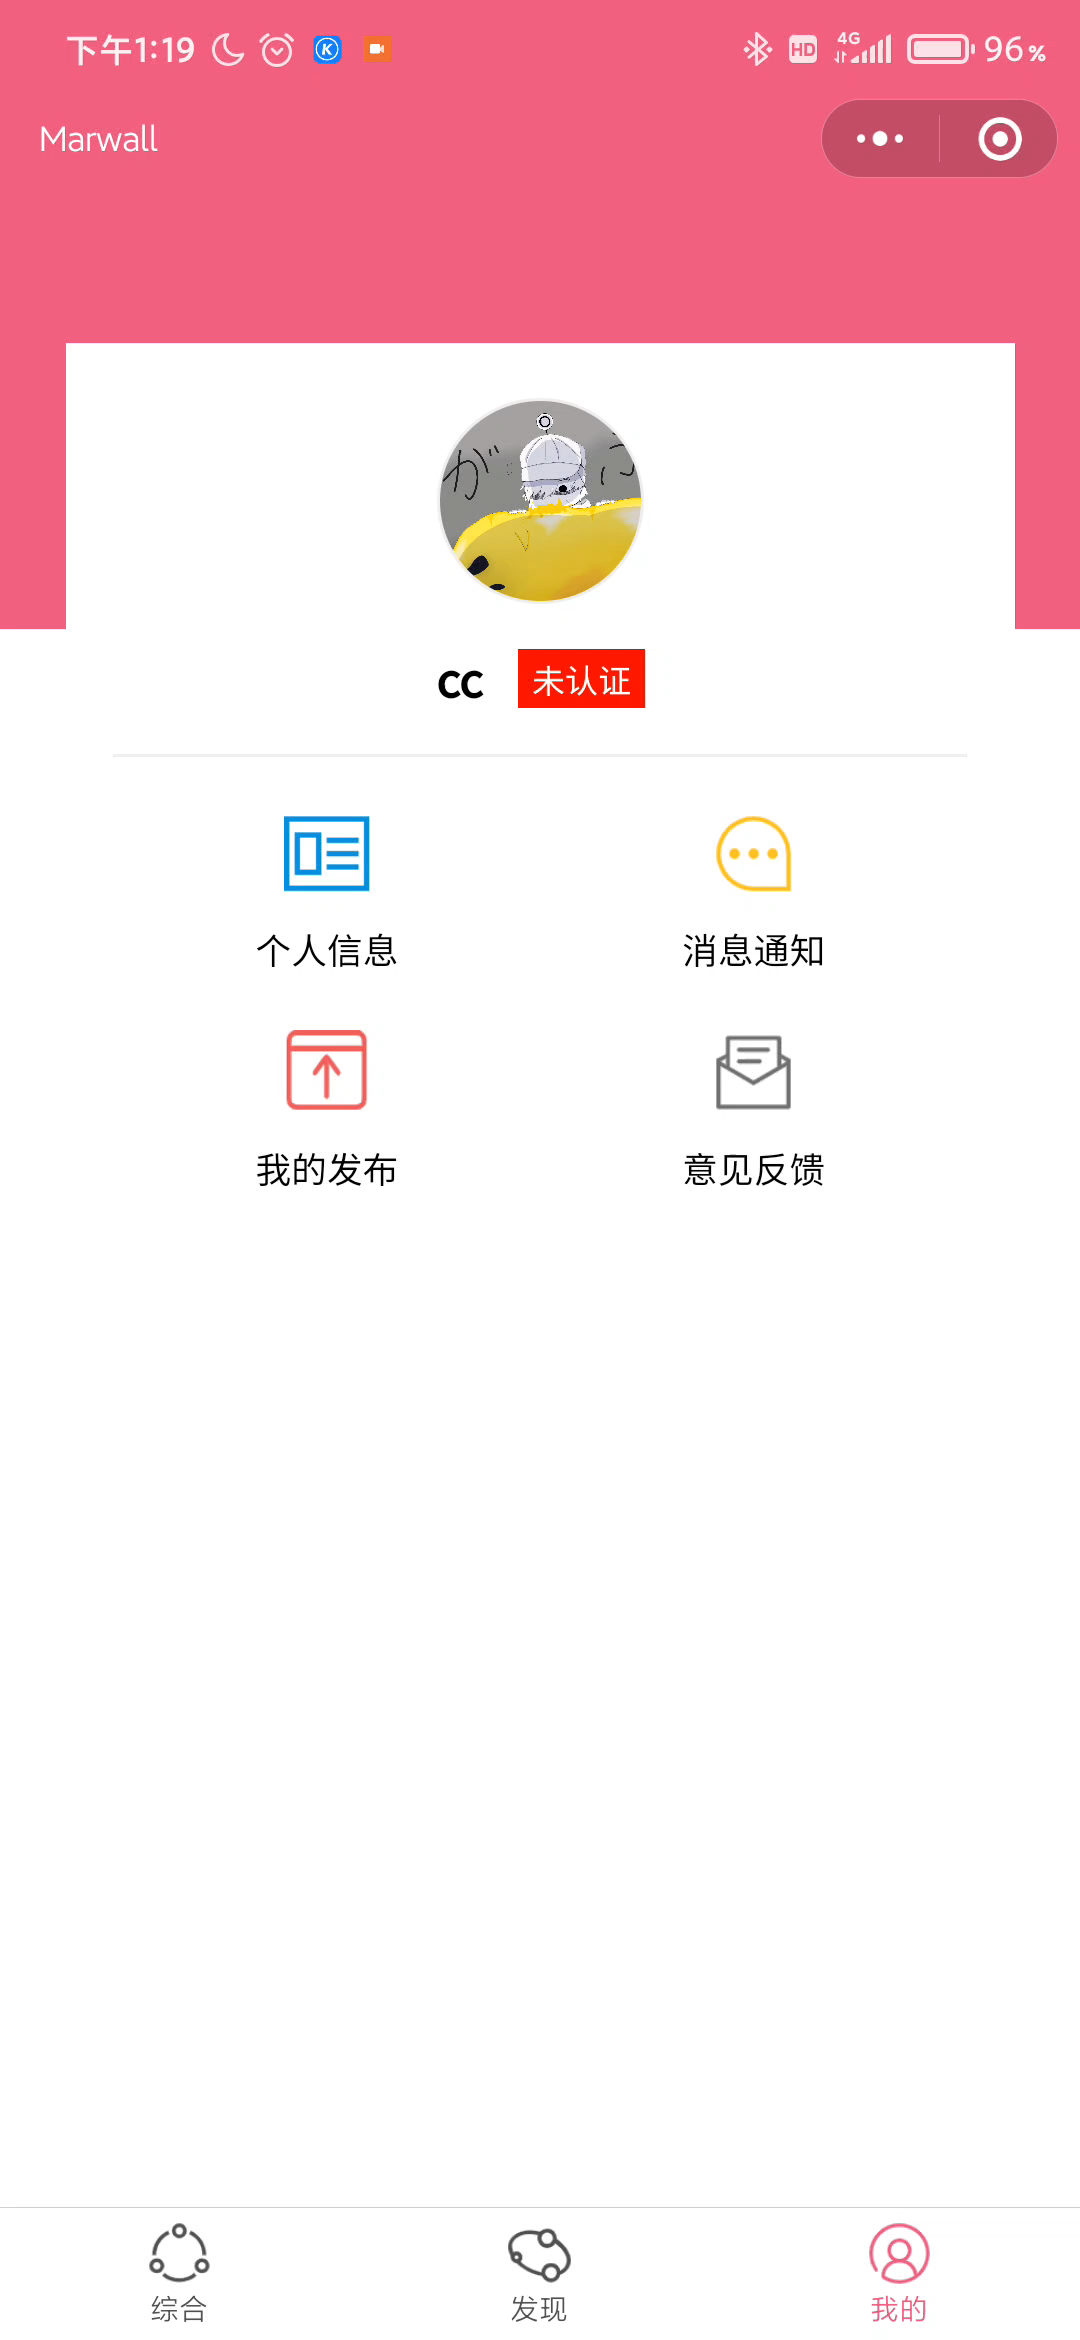 下午1:19 HD 4G 96%
Marwall
cc 未认证
个人信息 消息通知
我的发布 意见反馈
综合 发现 我的